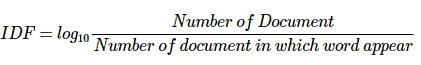 IDF = log₁₀ Number of Document / Number of document in which word appear